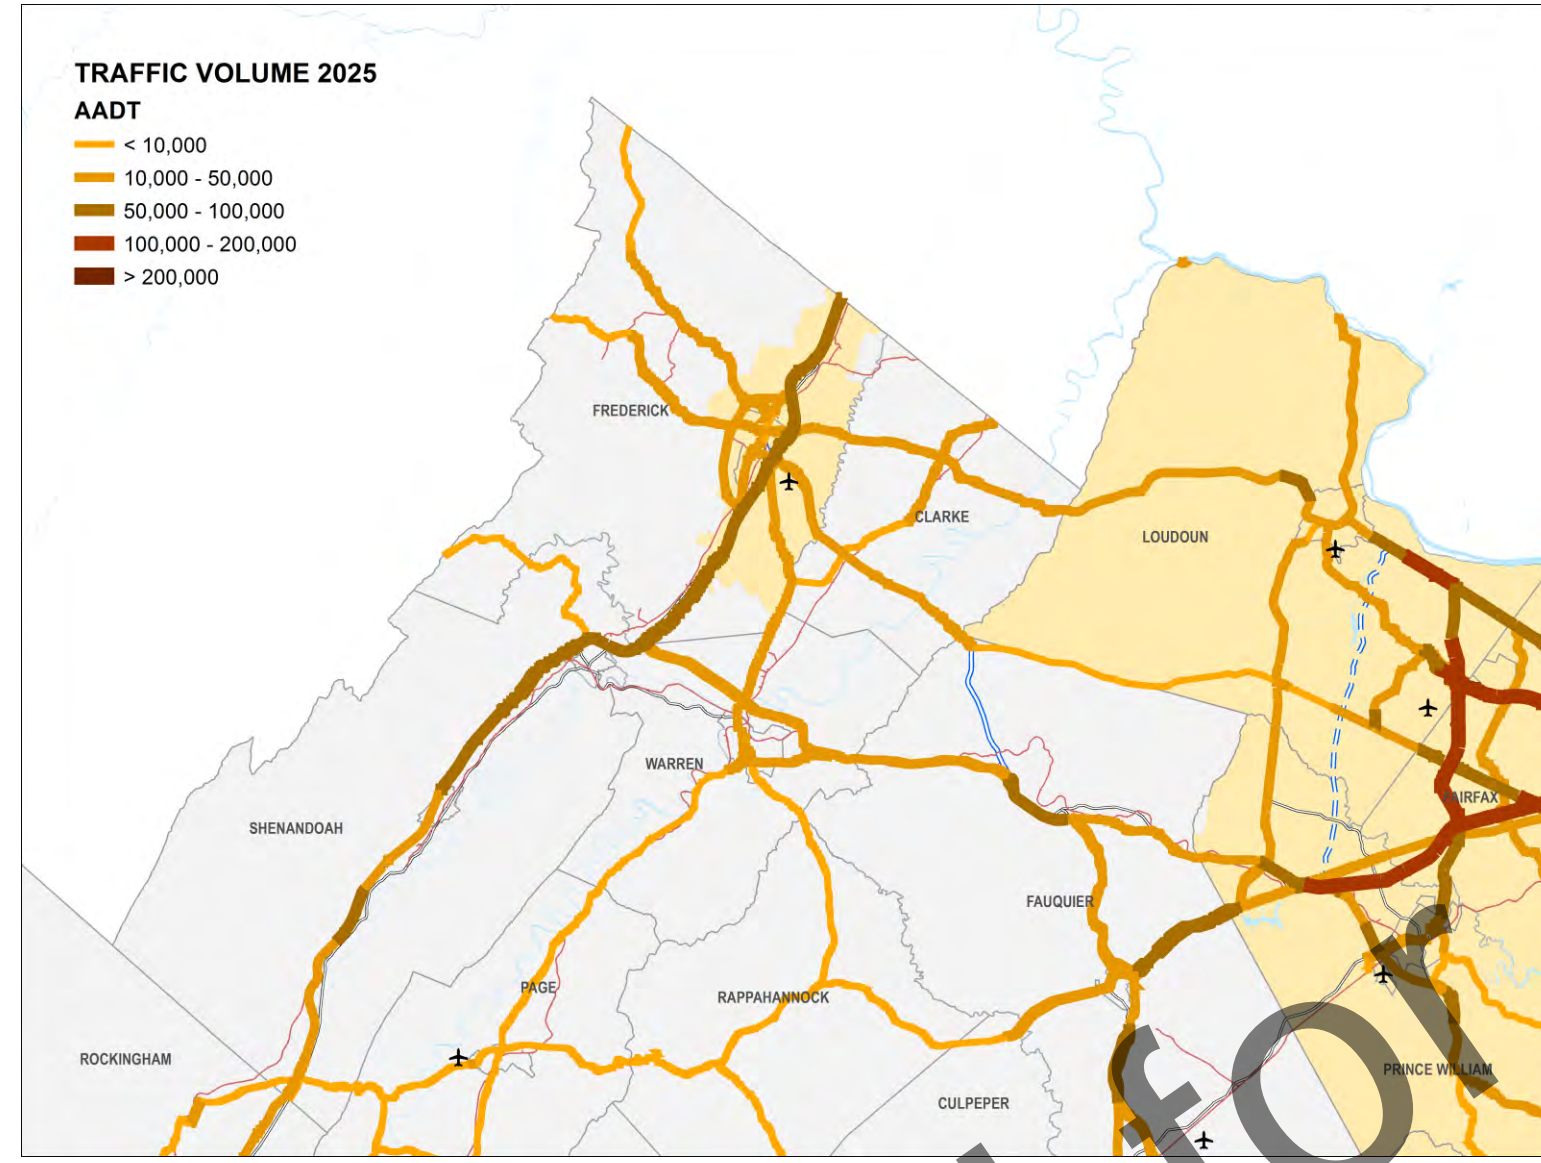 TRAFFIC VOLUME 2025
AADT
< 10,000
10,000 - 50,000
50,000 - 100,000
100,000 - 200,000
> 200,000
FREDERICK
CLARKE
LOUDOUN
WARREN
FAIRFAX
SHENANDOAH
FAUQUIER
PAGE
RAPPAHANNOCK
ROCKINGHAM
PRINCE WILLIAM
CULPEPER
for